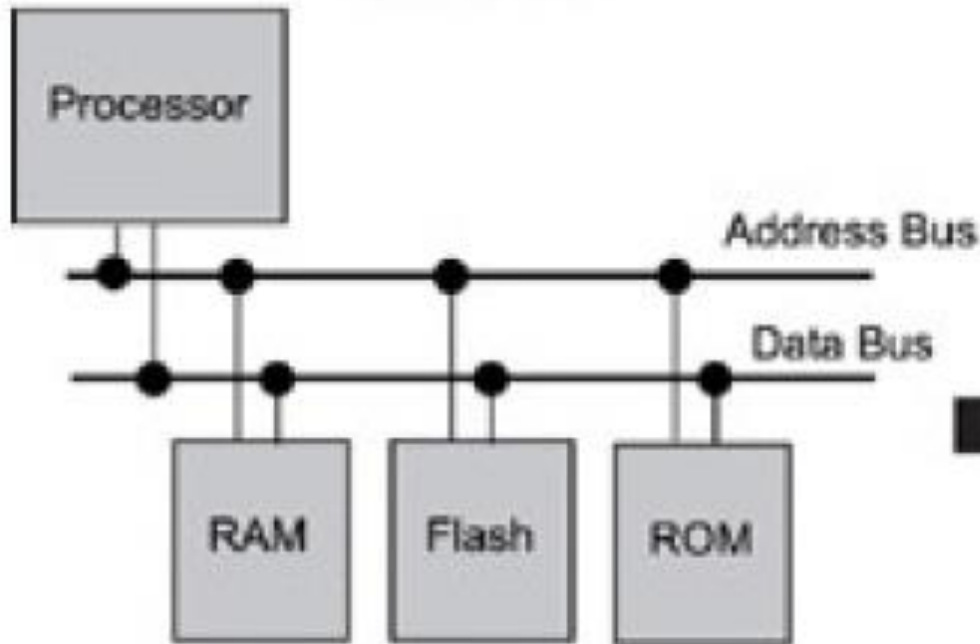 Processor
Address Bus
Data Bus
RAM
Flash
ROM